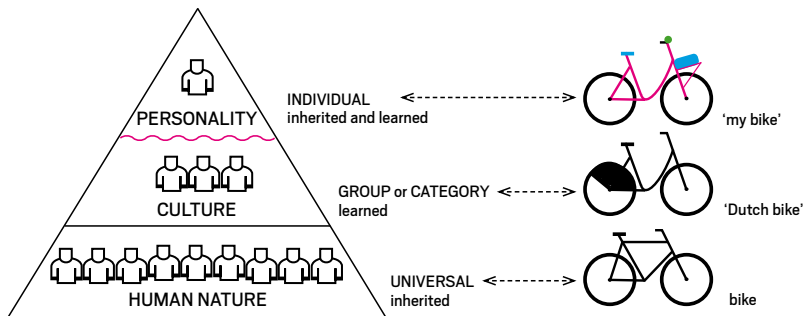 PERSONALITY
INDIVIDUAL
inherited and learned
'my bike'
CULTURE
GROUP or CATEGORY
learned
'Dutch bike'
HUMAN NATURE
UNIVERSAL
inherited
bike